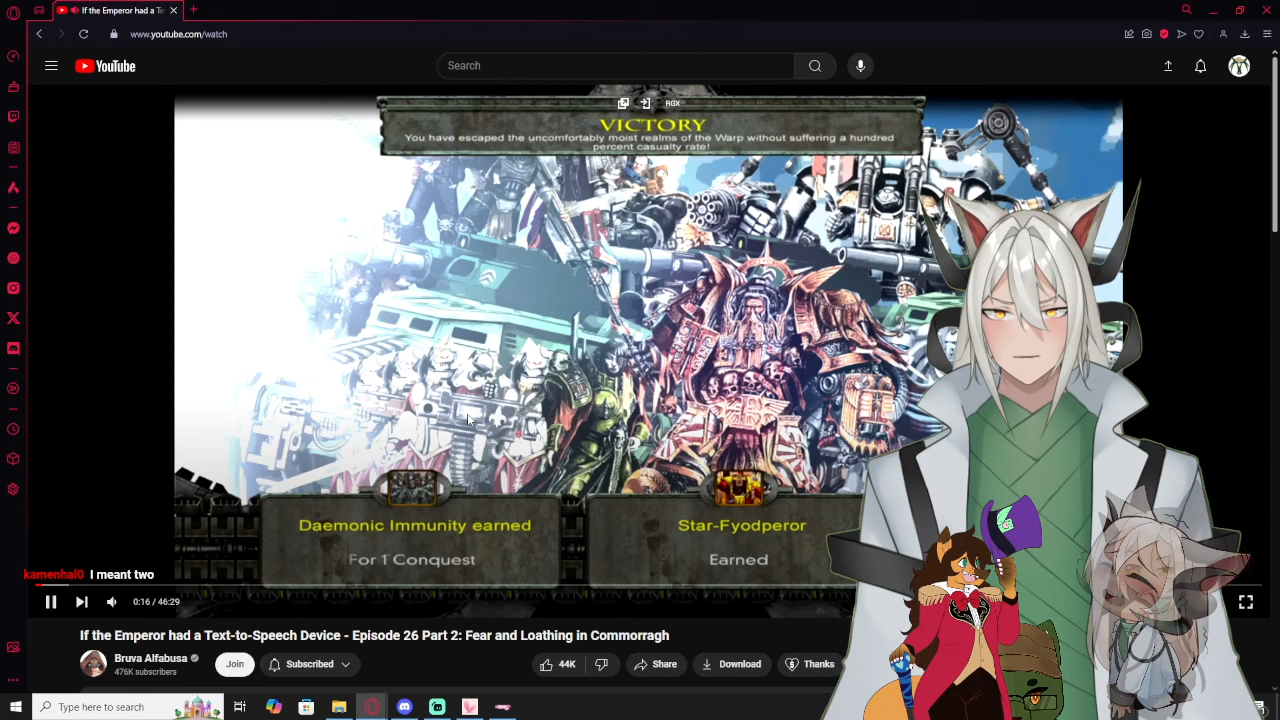 If the Emperor had a Te
www.youtube.com/watch
YouTube
Search
RGX
VICTORY
You have escaped the uncomfortably moist realms of the Warp without suffering a hundred
percent casualty rate!
Daemonic Immunity earned
For 1 Conquest
Star-Fyodperor
Earned
kamenhal0 I meant two
0:16 / 46:29
If the Emperor had a Text-to-Speech Device - Episode 26 Part 2: Fear and Loathing in Commorragh
Bruva Alfabusa
476K subscribers
Join
Subscribed
44K
Share
Download
Thanks
Type here to search